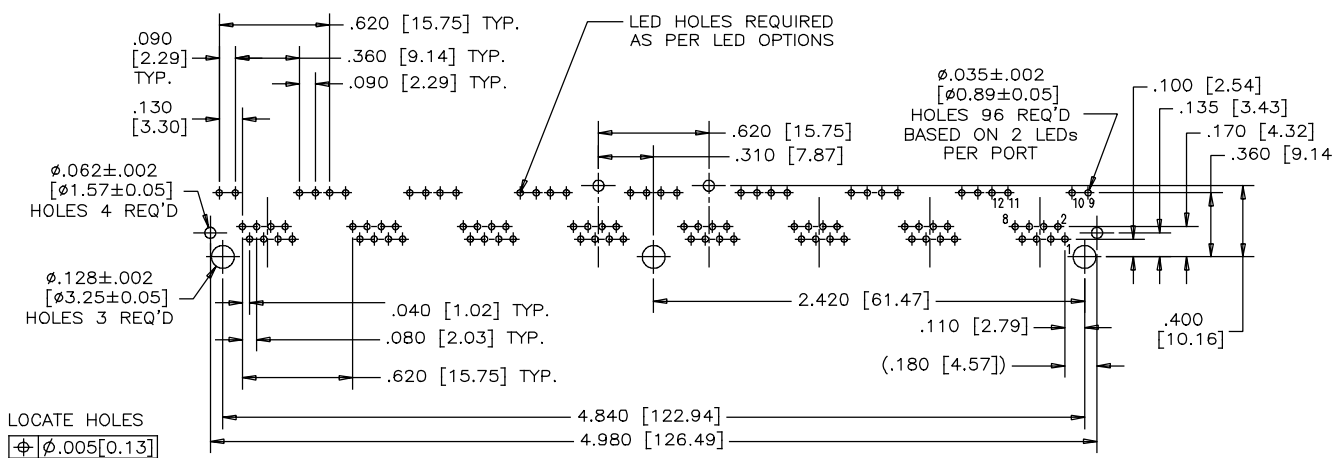 .620 [15.75] TYP.
LED HOLES REQUIRED
AS PER LED OPTIONS
.090
[2.29]
TYP.
.360 [9.14] TYP.
.090 [2.29] TYP.
.130
[3.30]
ø.035±.002
[ø0.89±0.05]
HOLES 96 REQ'D
BASED ON 2 LEDs
PER PORT
.100 [2.54]
.135 [3.43]
.170 [4.32]
.360 [9.14
.620 [15.75]
.310 [7.87]
ø.062±.002
[ø1.57±0.05]
HOLES 4 REQ'D
12 11
10 9
8
2
1
ø.128±.002
[ø3.25±0.05]
HOLES 3 REQ'D
.040 [1.02] TYP.
.080 [2.03] TYP.
.620 [15.75] TYP.
2.420 [61.47]
.110 [2.79]
(.180 [4.57])
.400
[10.16]
LOCATE HOLES
⌖ ø.005[0.13]
4.840 [122.94]
4.980 [126.49]